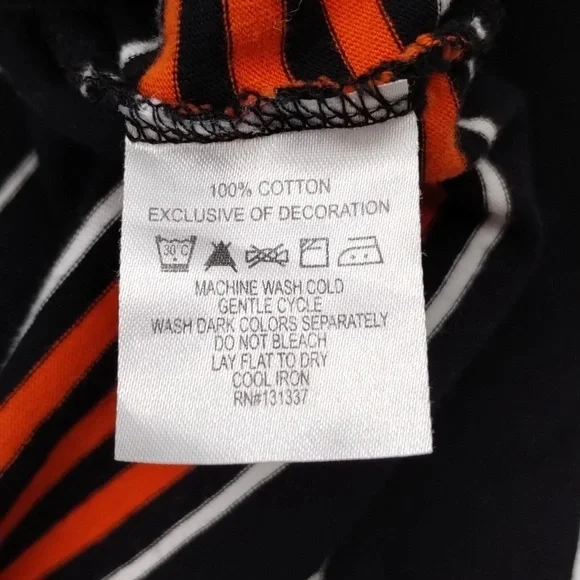 100% COTTON
EXCLUSIVE OF DECORATION
30°C
MACHINE WASH COLD
GENTLE CYCLE
WASH DARK COLORS SEPARATELY
DO NOT BLEACH
LAY FLAT TO DRY
COOL IRON
RN#131337